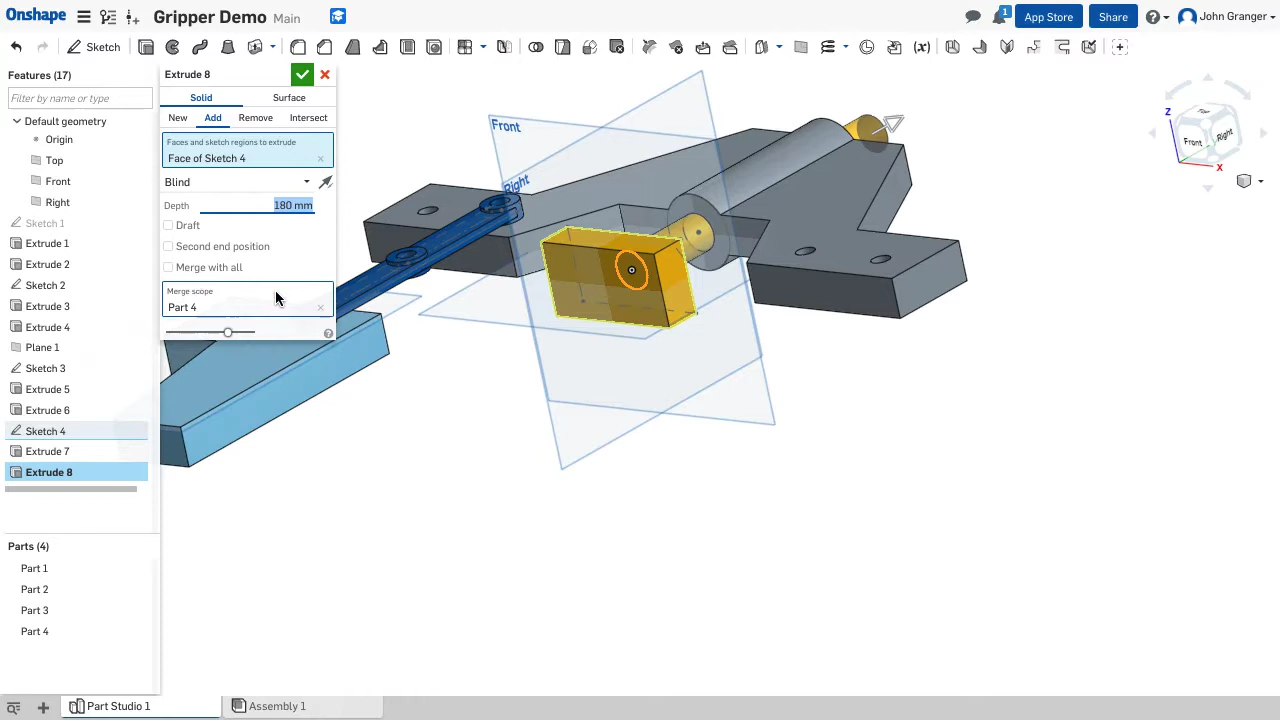 Onshape
Gripper Demo Main
1
App Store
Share
John Granger
Sketch
(x)
Features (17)
Filter by name or type
Default geometry
Origin
Top
Front
Right
Sketch 1
Extrude 1
Extrude 2
Sketch 2
Extrude 3
Extrude 4
Plane 1
Sketch 3
Extrude 5
Extrude 6
Sketch 4
Extrude 7
Extrude 8
Parts (4)
Part 1
Part 2
Part 3
Part 4
Extrude 8
Solid Surface
New Add Remove Intersect
Faces and sketch regions to extrude
Face of Sketch 4
Blind
Depth 180 mm
Draft
Second end position
Merge with all
Merge scope
Part 4
Front
Right
Z
Top
Front Right
X
Part Studio 1
Assembly 1